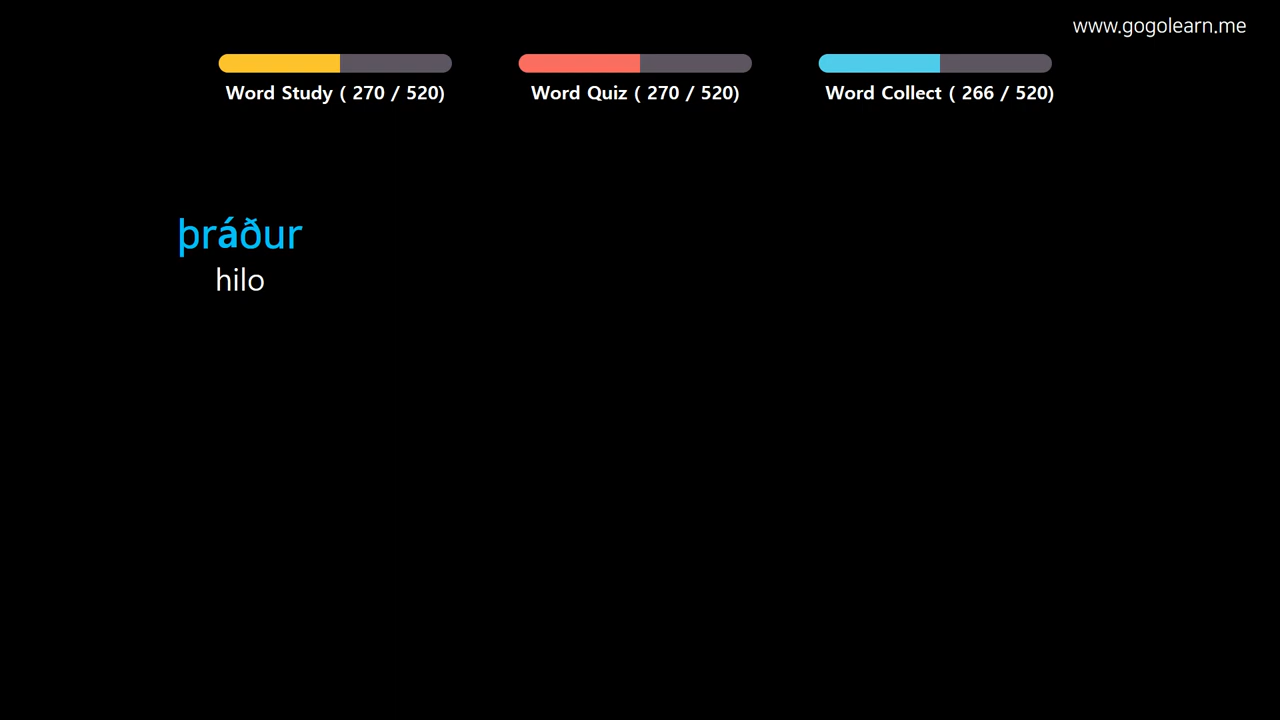 www.gogolearn.me
Word Study ( 270 / 520)
Word Quiz ( 270 / 520)
Word Collect ( 266 / 520)
þráður
hilo